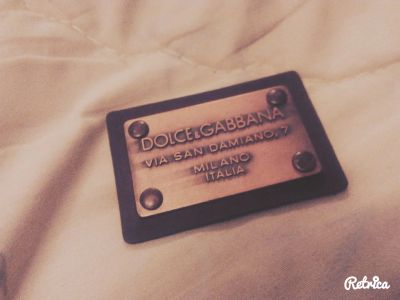 DOLCE&GABBANA
VIA SAN DAMIANO, 7
MILANO
ITALIA
Retrica